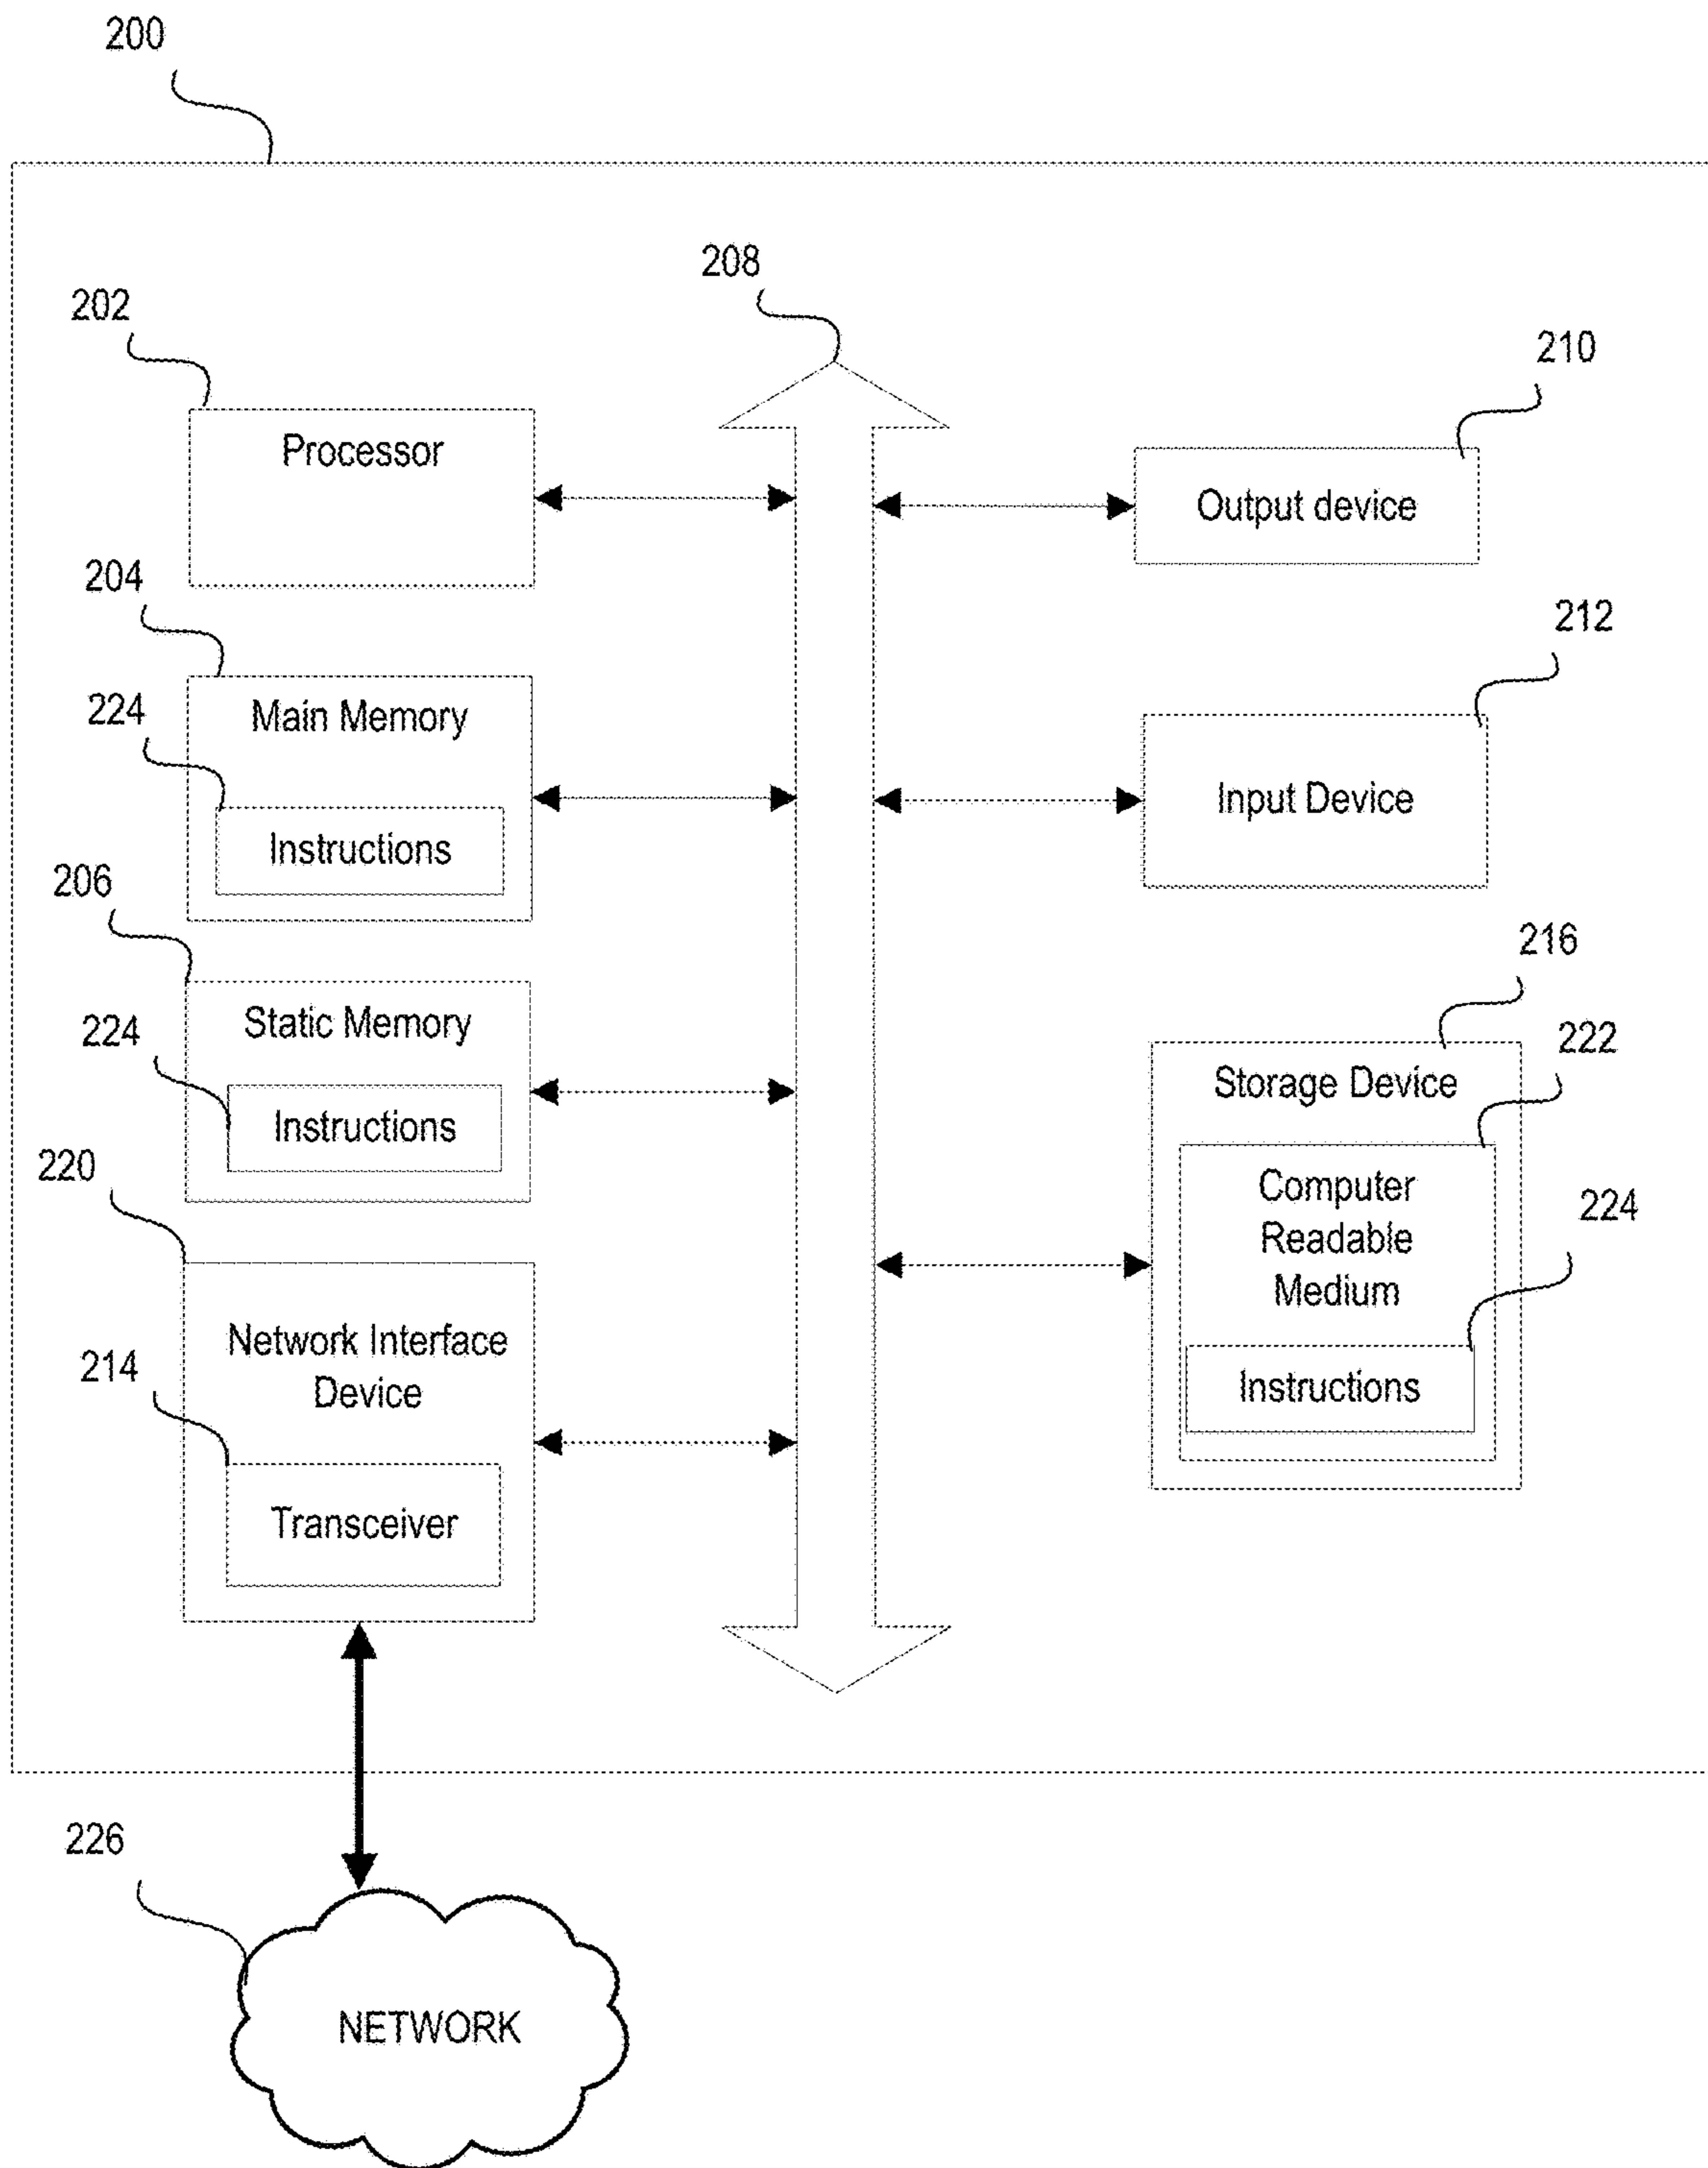 200
208
202
210
Processor
Output device
204
212
224
Main Memory
Input Device
Instructions
206
216
Static Memory
224
222
Storage Device
Instructions
220
Computer
Readable
Medium
224
Network Interface
Device
214
Instructions
Transceiver
226
NETWORK